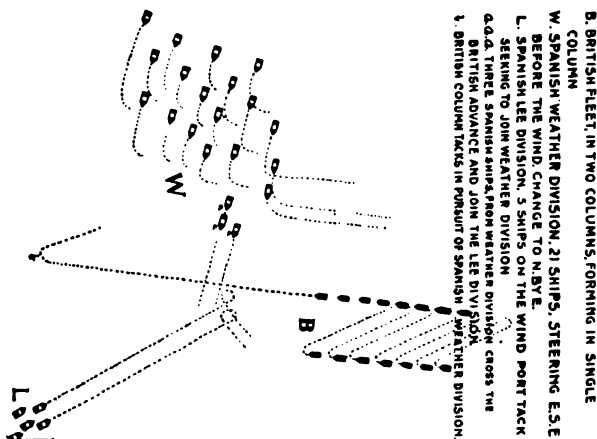 B. BRITISH FLEET, IN TWO COLUMNS, FORMING IN SINGLE
COLUMN
W. SPANISH WEATHER DIVISION. 21 SHIPS, STEERING E.S.E
BEFORE THE WIND. CHANGE TO N. BY E.
L. SPANISH LEE DIVISION. 5 SHIPS ON THE WIND PORT TACK
SEEKING TO JOIN WEATHER DIVISION
a.a.a. THREE SPANISH SHIPS, FROM WEATHER DIVISION CROSS THE
BRITISH ADVANCE AND JOIN THE LEE DIVISION.
t. BRITISH COLUMN TACKS IN PURSUIT OF SPANISH WEATHER DIVISION
W
B
L